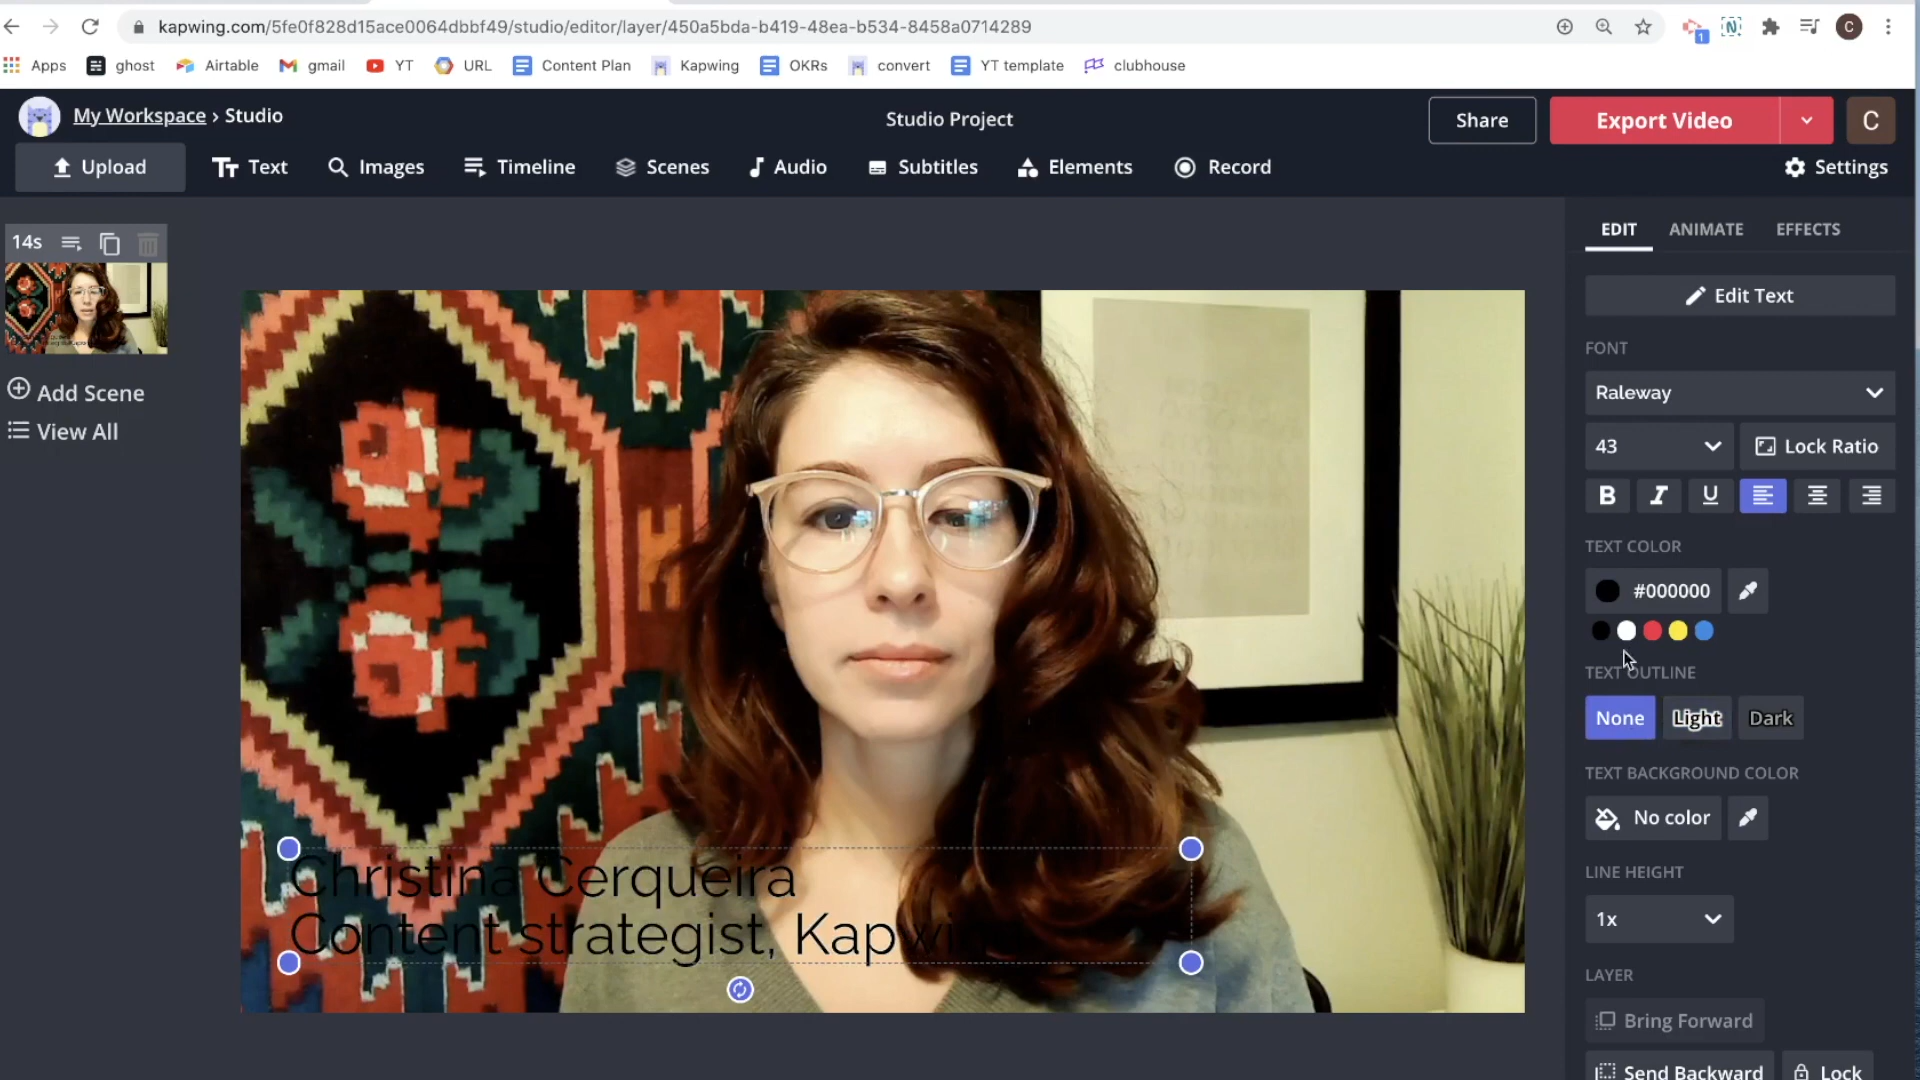 kapwing.com/5fe0f828d15ace0064dbbf49/studio/editor/layer/450a5bda-b419-48ea-b534-8458a0714289
1
C
Apps
ghost
Airtable
gmail
YT
URL
Content Plan
Kapwing
OKRs
convert
YT template
clubhouse
My Workspace › Studio
Studio Project
Share
Export Video
C
Upload
Text
Images
Timeline
Scenes
Audio
Subtitles
Elements
Record
Settings
14s
Add Scene
View All
EDIT
ANIMATE
EFFECTS
Edit Text
FONT
Raleway
43
Lock Ratio
B
I
U
TEXT COLOR
#000000
TEXT OUTLINE
None
Light
Dark
TEXT BACKGROUND COLOR
No color
LINE HEIGHT
1x
LAYER
Bring Forward
Send Backward
Lock
Christina Cerqueira
Content strategist, Kapwing